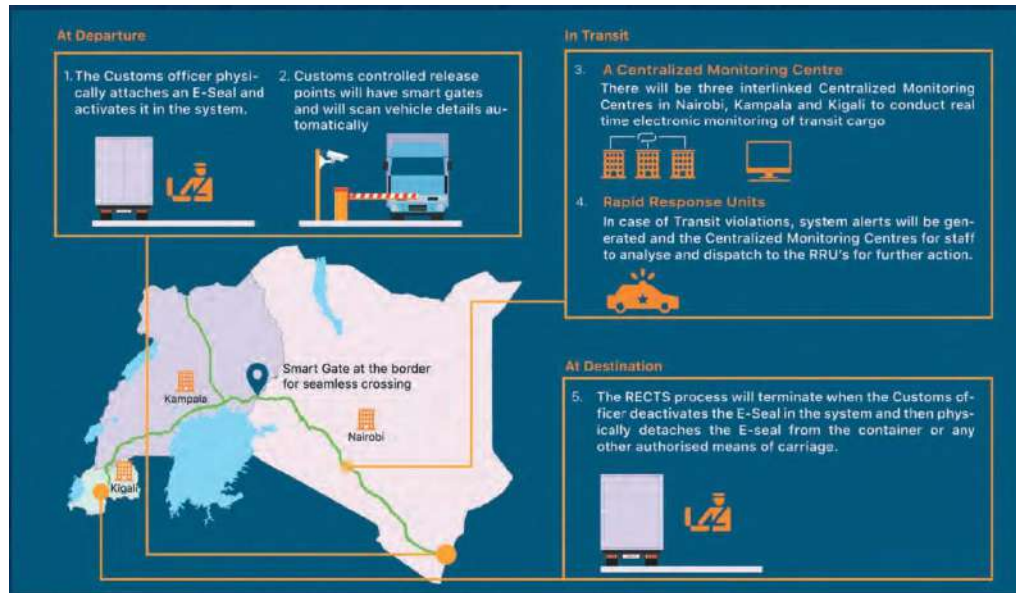 At Departure
1. The Customs officer physi-
cally attaches an E-Seal and
activates it in the system.
2. Customs controlled release
points will have smart gates
and will scan vehicle details au-
tomatically
In Transit
3. A Centralized Monitoring Centre
There will be three interlinked Centralized Monitoring
Centres in Nairobi, Kampala and Kigali to conduct real
time electronic monitoring of transit cargo
4. Rapid Response Units
In case of Transit violations, system alerts will be gen-
erated and the Centralized Monitoring Centres for staff
to analyse and dispatch to the RRU's for further action.
Smart Gate at the border
for seamless crossing
Kampala
Nairobi
Kigali
At Destination
5. The RECTS process will terminate when the Customs of-
ficer deactivates the E-Seal in the system and then phys-
ically detaches the E-seal from the container or any
other authorised means of carriage.